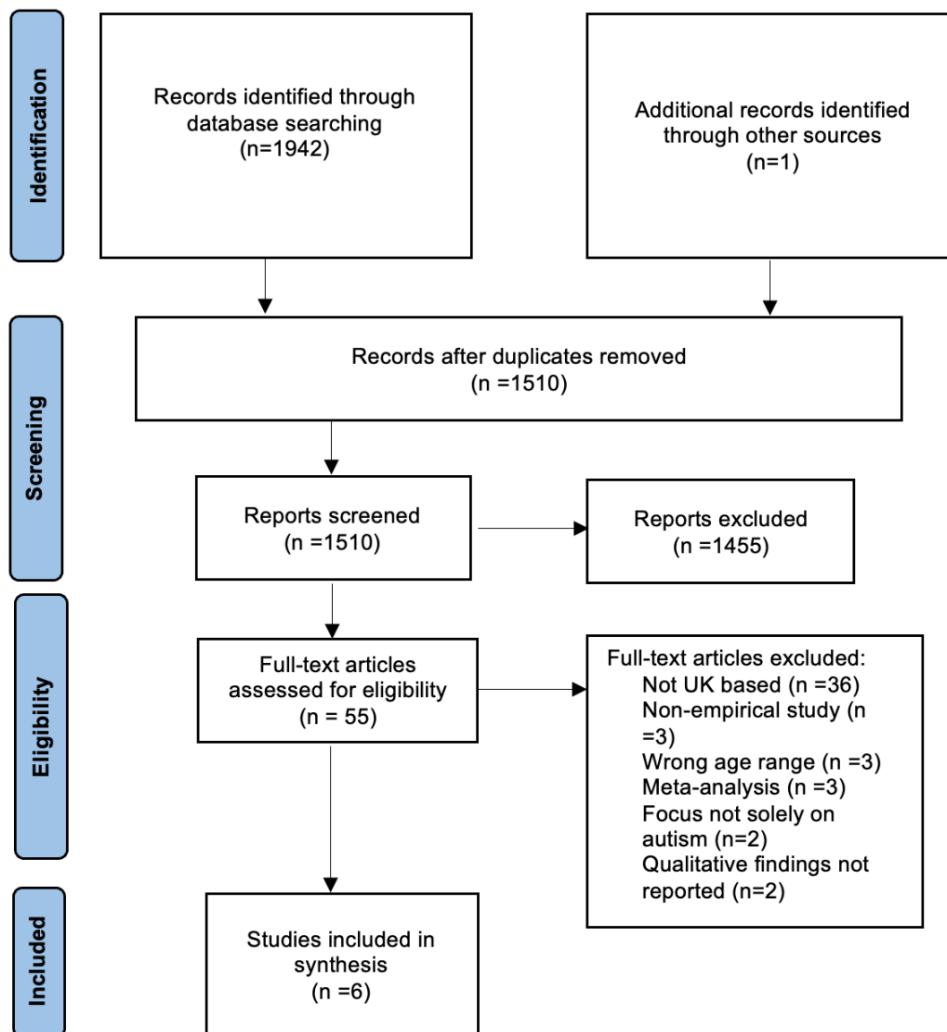 Identification
Records identified through
database searching
(n=1942)
Additional records identified
through other sources
(n=1)
Screening
Records after duplicates removed
(n =1510)
Reports screened
(n =1510)
Reports excluded
(n =1455)
Eligibility
Full-text articles
assessed for eligibility
(n = 55)
Full-text articles excluded:
Not UK based (n =36)
Non-empirical study (n
=3)
Wrong age range (n =3)
Meta-analysis (n =3)
Focus not solely on
autism (n=2)
Qualitative findings not
reported (n=2)
Included
Studies included in
synthesis
(n =6)